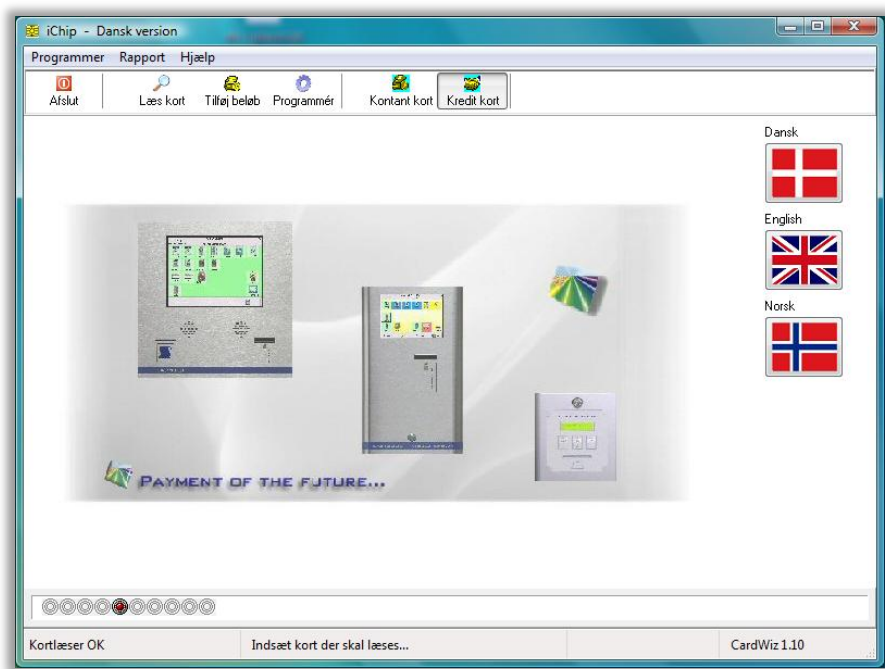 iChip - Dansk version
Programmer Rapport Hjælp
Afslut Læs kort Tilføj beløb Programmér Kontant kort Kredit kort
Dansk
English
Norsk
PAYMENT OF THE FUTURE...
Kortlæser OK Indsæt kort der skal læses... CardWiz 1.10